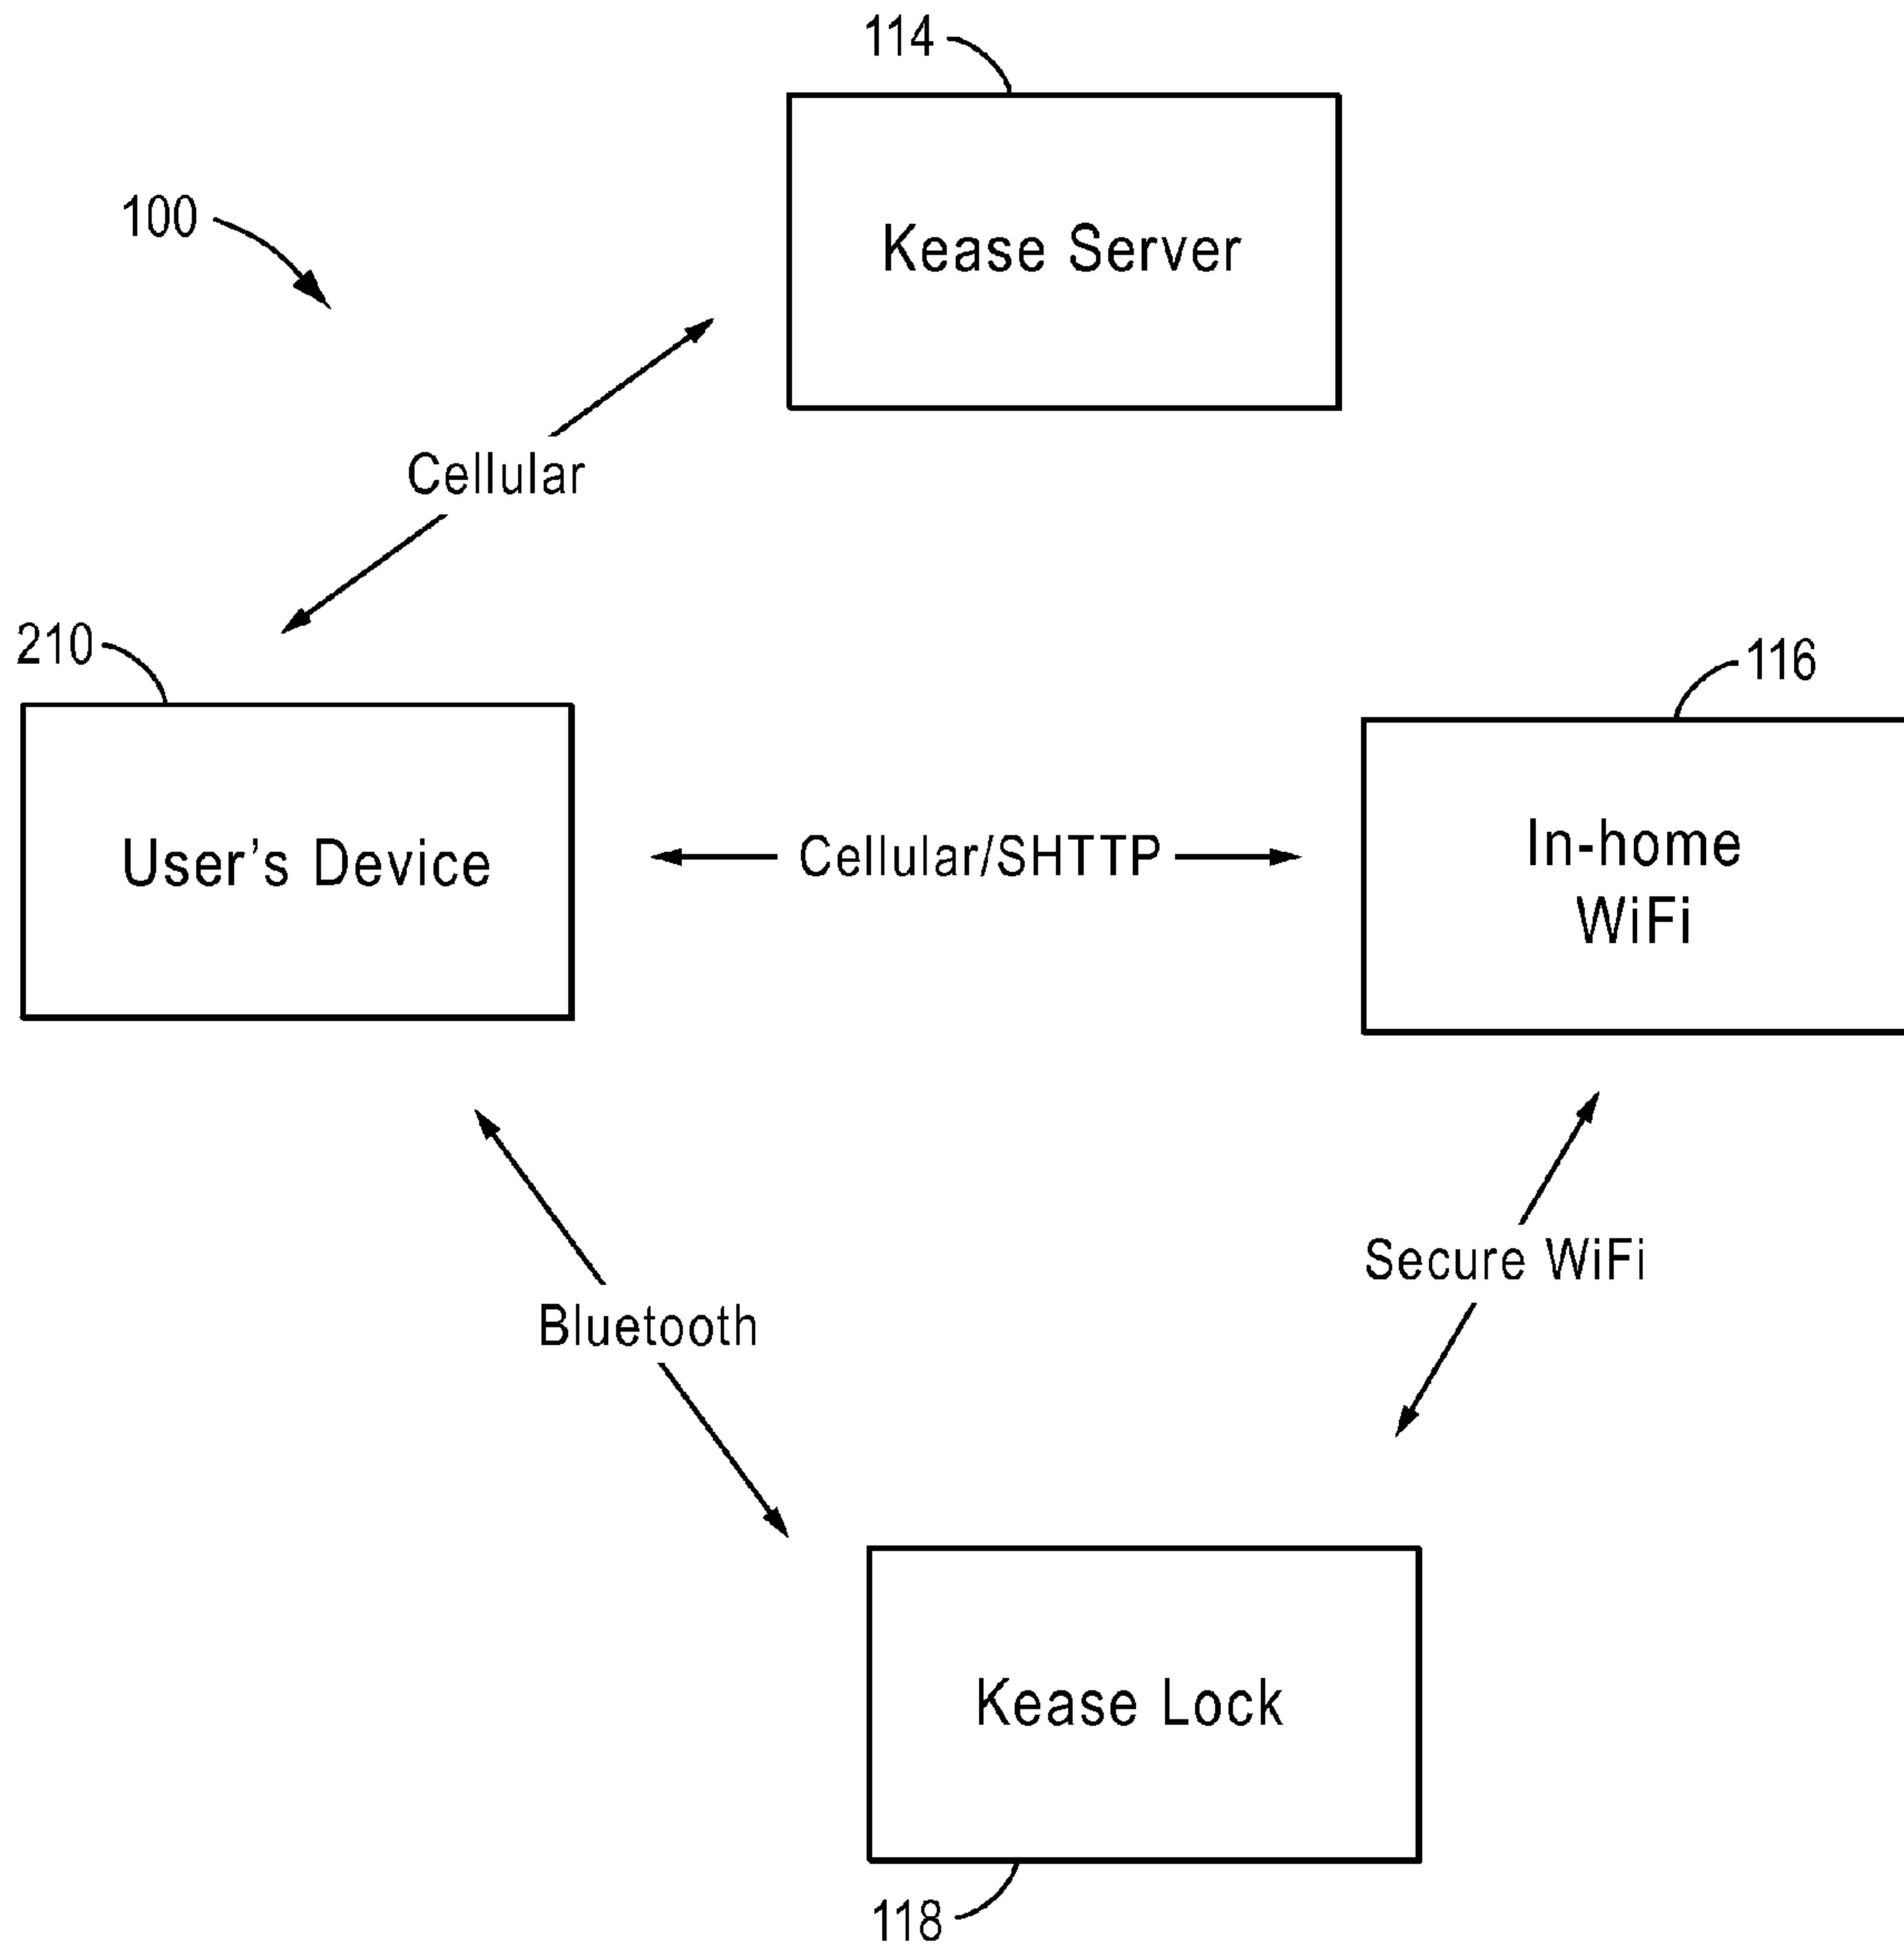 114
Kease Server
100
Cellular
210
User's Device
Cellular/SHTTP
116
In-home
WiFi
Secure WiFi
Bluetooth
Kease Lock
118